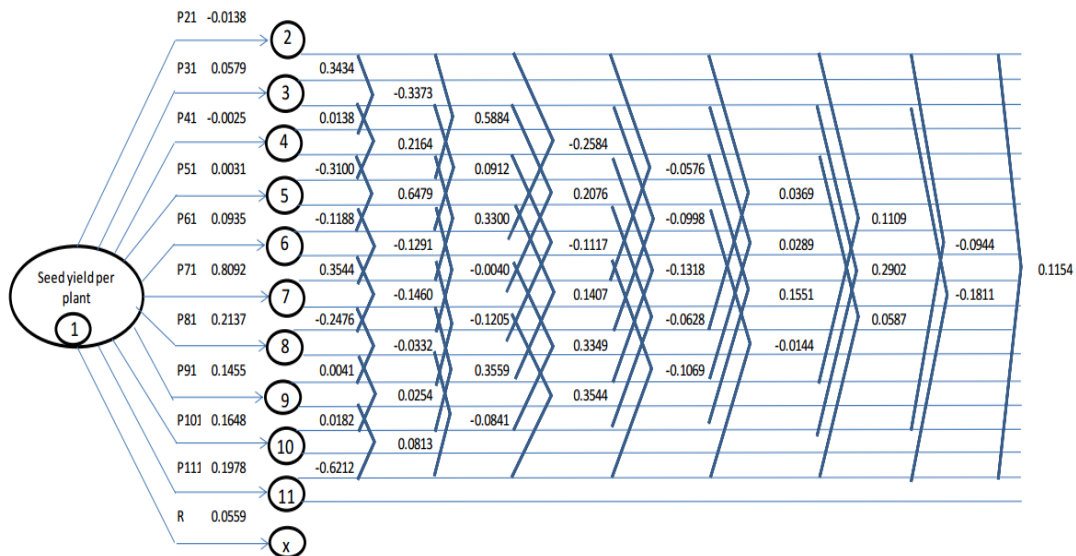 P21 -0.0138
2
P31 0.0579 0.3434
-0.3373
3
P41 -0.0025 0.0138 0.5884
4 0.2164 -0.2584
P51 0.0031 -0.3100 0.0912 -0.0576
5 0.6479 0.2076 0.0369
P61 0.0935 -0.1188 0.3300 -0.0998 0.1109
6 -0.1291 -0.1117 0.0289 -0.0944
Seed yield per
plant
1
P71 0.8092 0.3544 -0.0040 -0.1318 0.2902 0.1154
7 -0.1460 0.1407 0.1551 -0.1811
P81 0.2137 -0.2476 -0.1205 -0.0628 0.0587
8 -0.0332 0.3349 -0.0144
P91 0.1455 0.0041 0.3559 -0.1069
9 0.0254 0.3544
P101 0.1648 0.0182 -0.0841
10 0.0813
P111 0.1978 -0.6212
11
R 0.0559
x